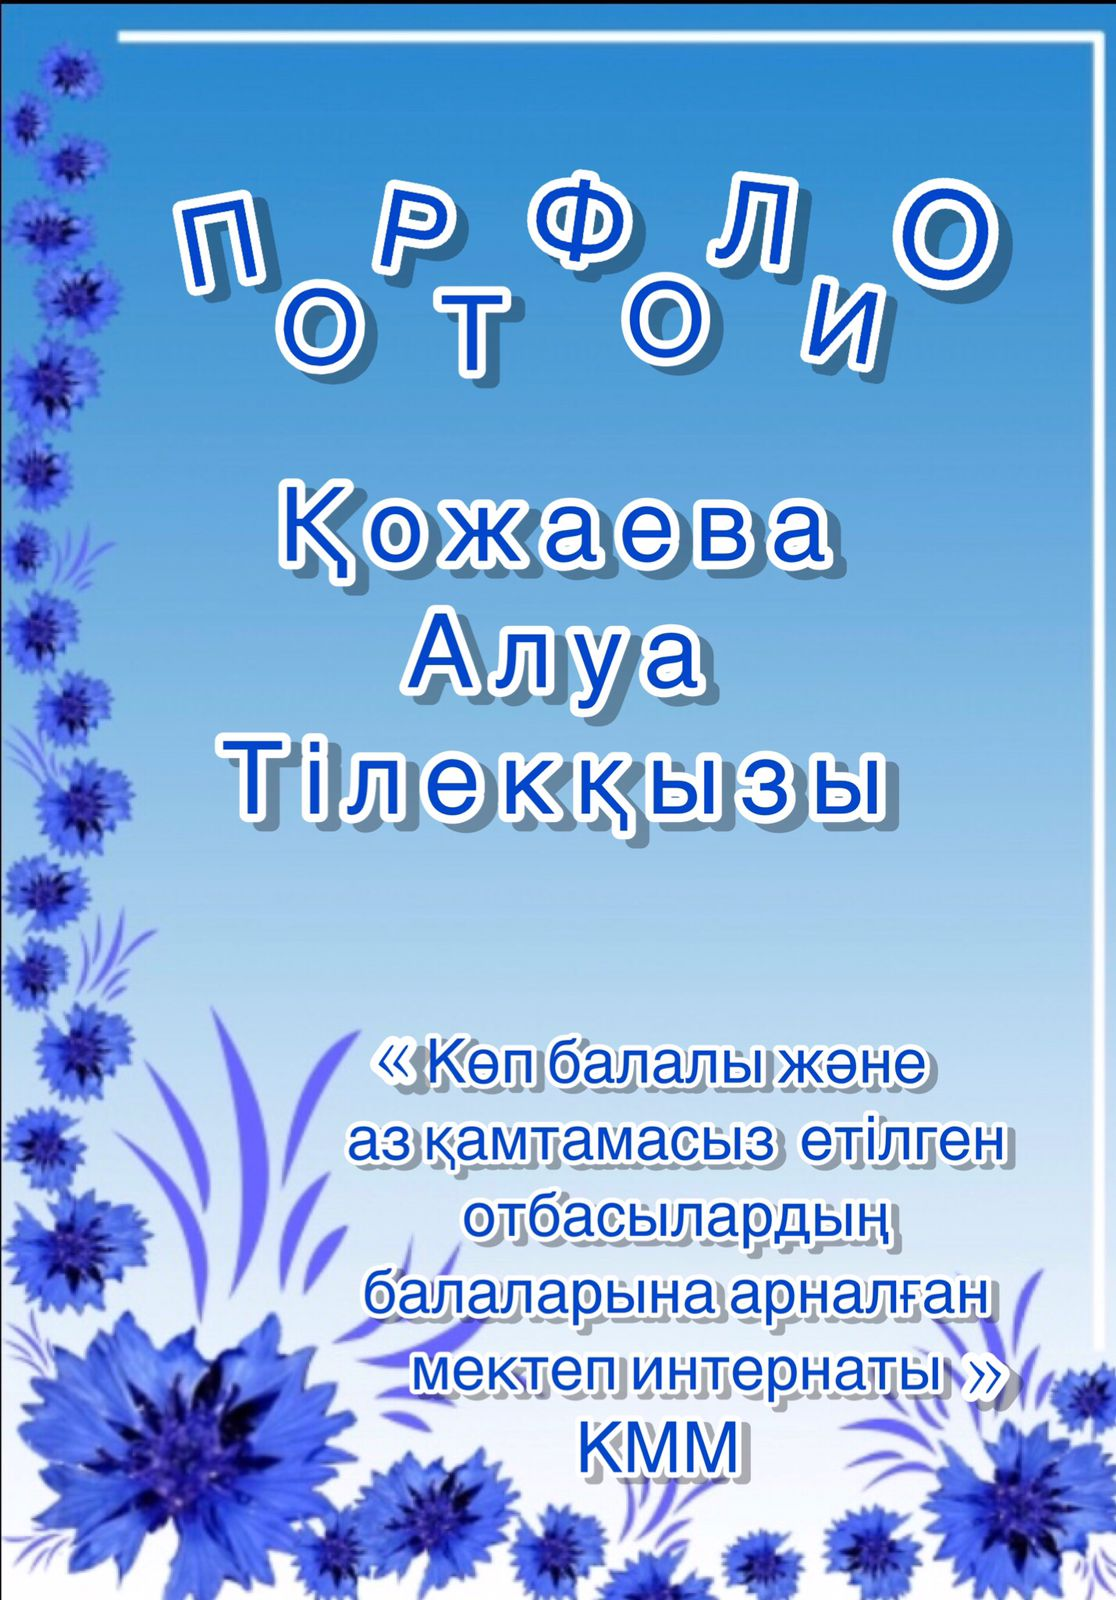 ПОРТФОЛИО
Қожаева
Алуа
Тілекқызы
« Көп балалы және
аз қамтамасыз етілген
отбасылардың
балаларына арналған
мектеп интернаты »
КММ